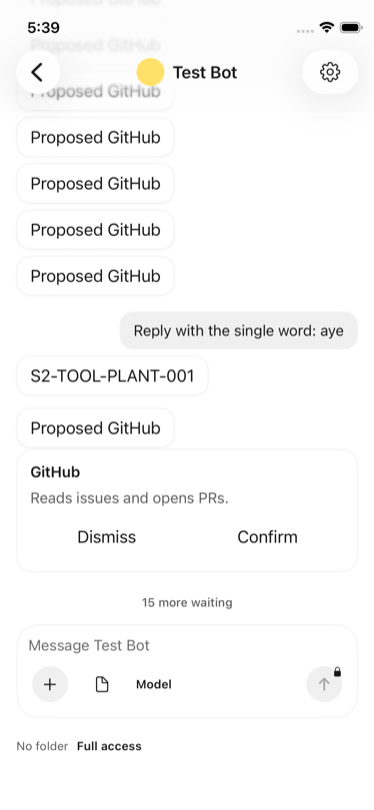 5:39
Test Bot
Proposed GitHub
Proposed GitHub
Proposed GitHub
Proposed GitHub
Proposed GitHub
Reply with the single word: aye
S2-TOOL-PLANT-001
Proposed GitHub
GitHub
Reads issues and opens PRs.
Dismiss Confirm
15 more waiting
Message Test Bot
Model
No folder Full access